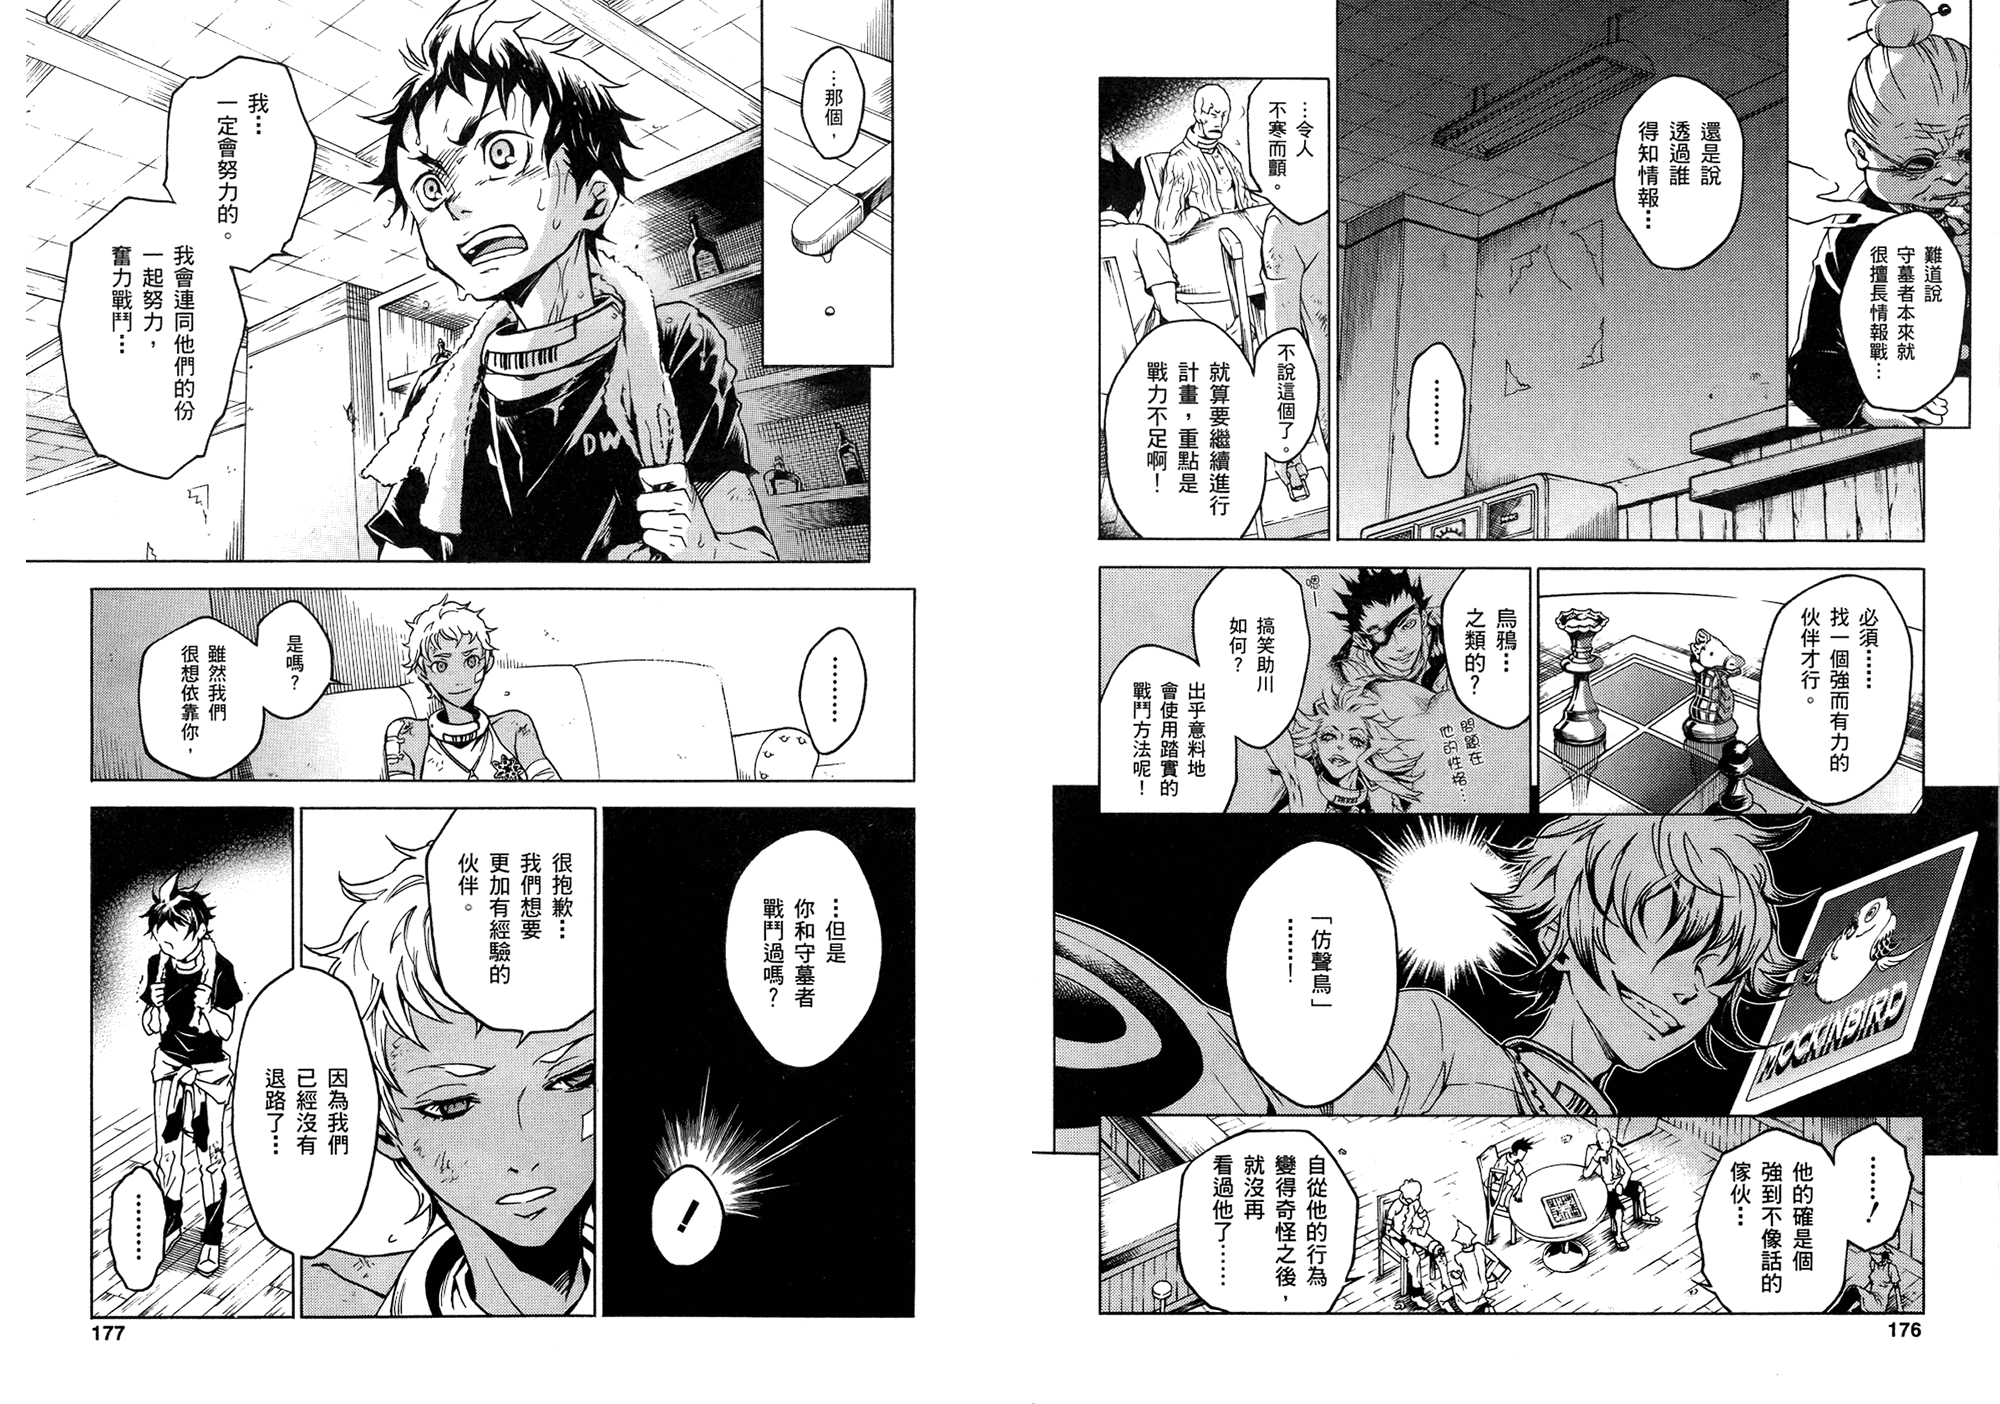 難道說
守墓者本來就
很擅長情報戰…
還是說
透過誰
得知情報…
………
…令人
不寒而顫。
不說這個了。
就算要繼續進行
計畫，重點是
戰力不足啊！
必須……
找一個強而有力的
伙伴才行。
烏鴉…
之類的？
嗯—
搞笑助川
如何？
問題在
他的性格…
出乎意料地
會使用踏實的
戰鬥方法呢！
「仿聲鳥」
……！
MOCKINBIRD
……！
他的確是個
強到不像話的
傢伙…
自從他的行為
變得奇怪之後，
就沒再
看過他了……
176
…那個，
我…
一定會努力的。
我會連同他們的份
一起努力，
奮力戰鬥…
DW
………
是嗎？
雖然我們
很想依靠你，
…但是
你和守墓者
戰鬥過嗎？
！
很抱歉…
我們想要
更加有經驗的
伙伴。
因為我們
已經沒有
退路了…
………
177